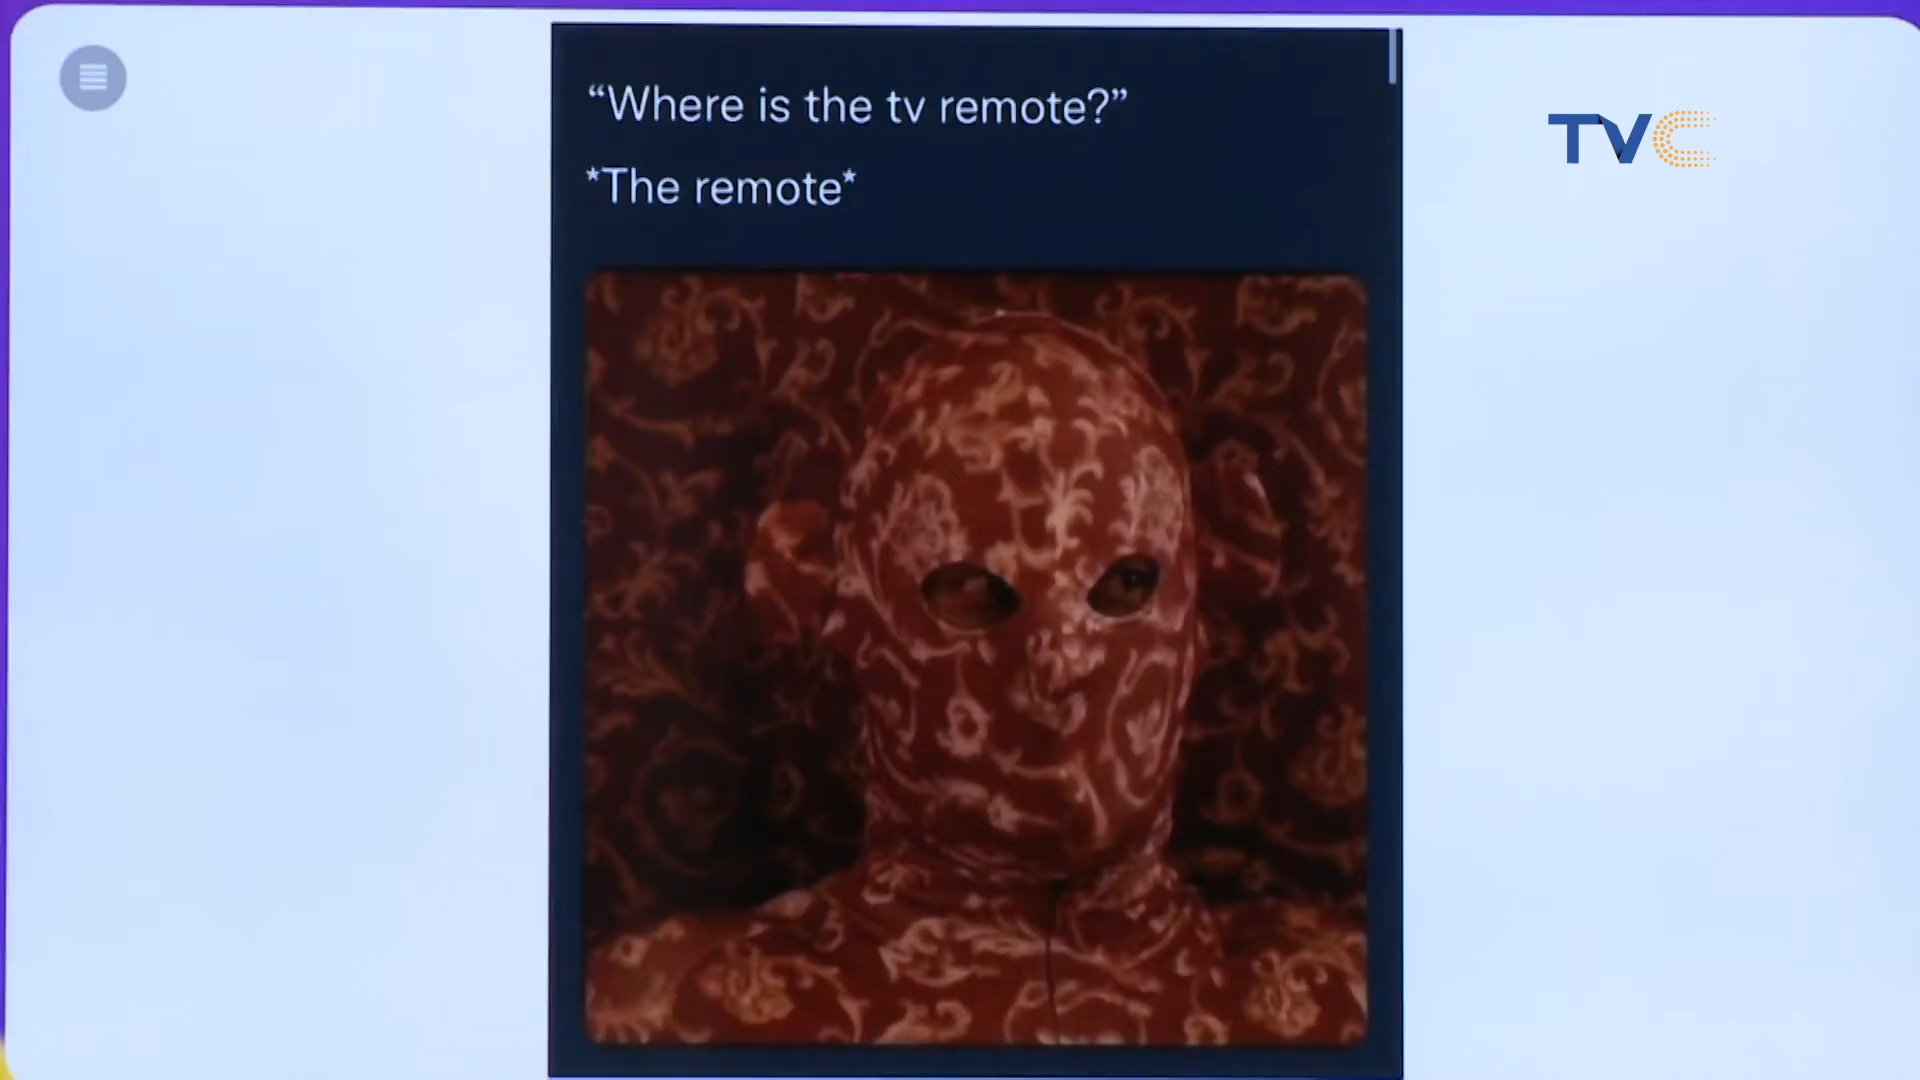 “Where is the tv remote?”
*The remote*
TVC